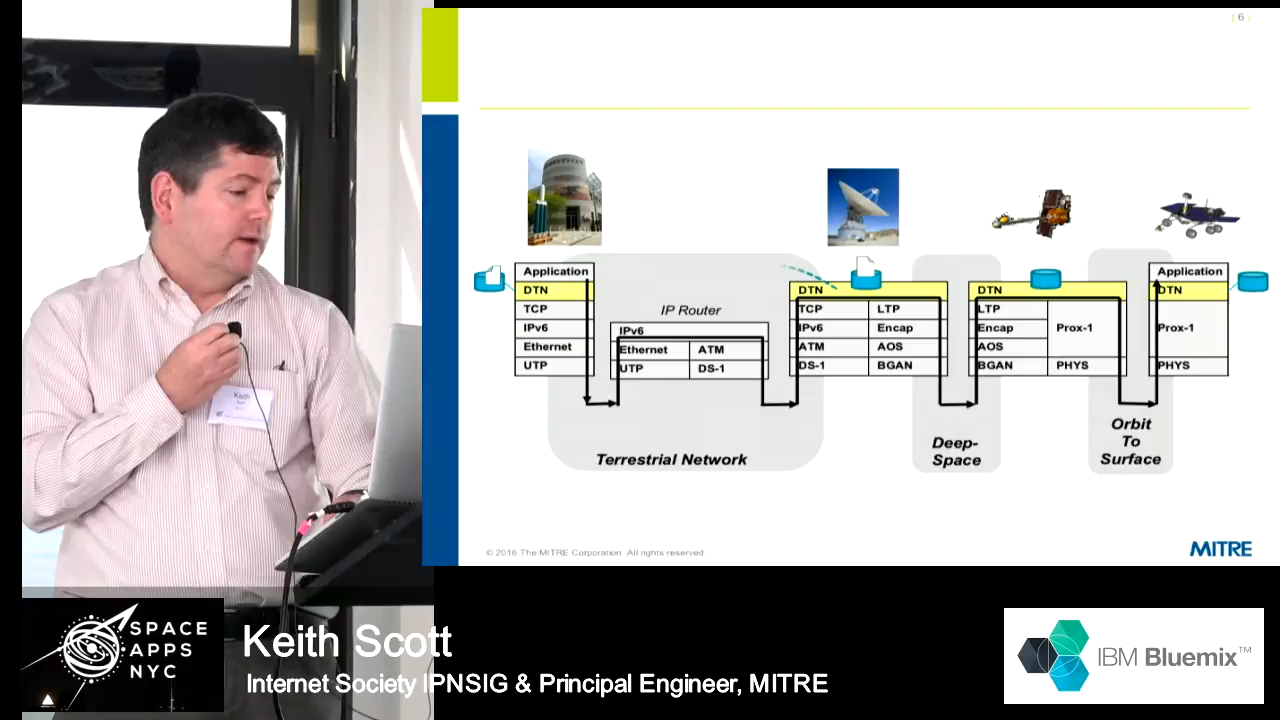 | 6 |
Application
DTN
TCP
IPv6
Ethernet
UTP
IP Router
IPv6
Ethernet
ATM
UTP
DS-1
DTN
TCP
LTP
IPv6
Encap
ATM
AOS
DS-1
BGAN
DTN
LTP
Encap
Prox-1
AOS
BGAN
PHYS
Application
DTN
Prox-1
PHYS
Terrestrial Network
Deep-
Space
Orbit
To
Surface
© 2016 The MITRE Corporation. All rights reserved.
MITRE
Keith
SPACE
APPS
NYC
Keith Scott
Internet Society IPNSIG & Principal Engineer, MITRE
IBM Bluemix™